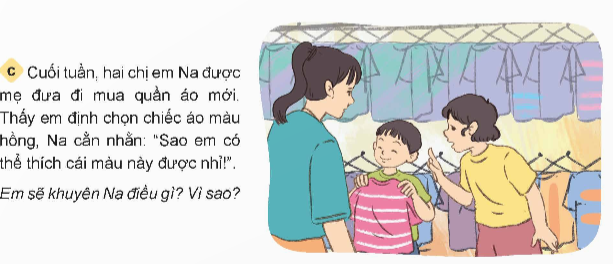 C Cuối tuần, hai chị em Na được
mẹ đưa đi mua quần áo mới.
Thấy em định chọn chiếc áo màu
hồng, Na cằn nhằn: “Sao em có
thể thích cái màu này được nhỉ!”.
Em sẽ khuyên Na điều gì? Vì sao?